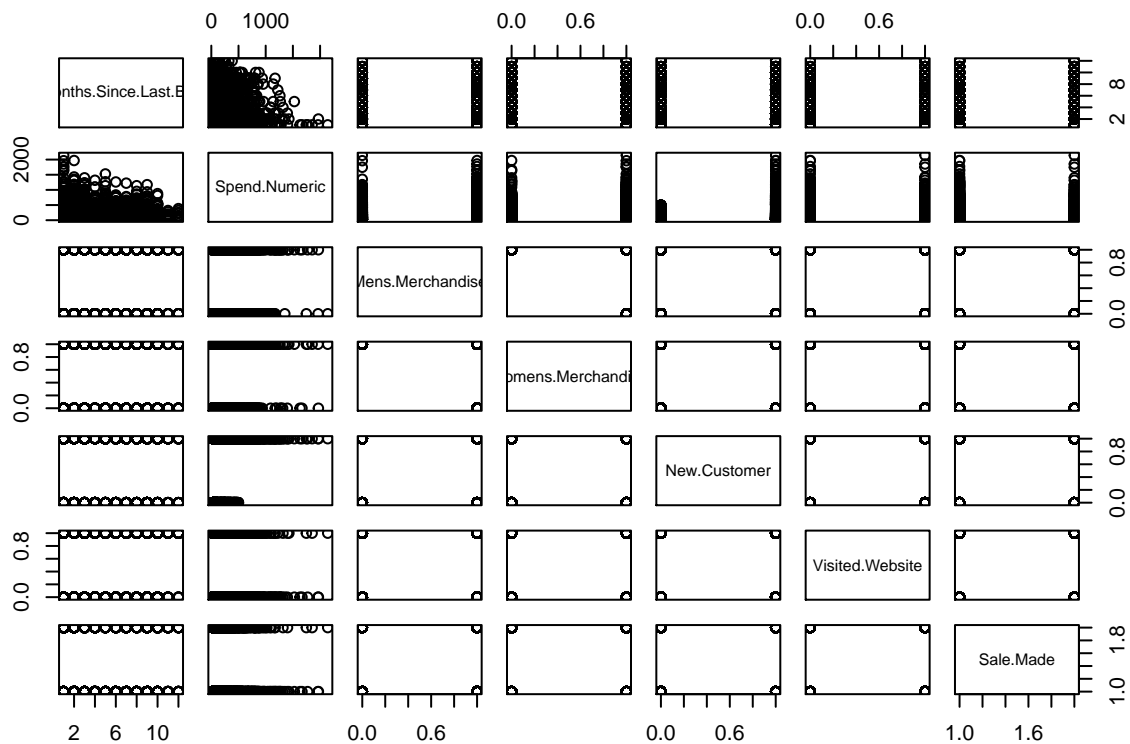 0 1000 0.0 0.6 0.0 0.6
onths.Since.Last.E
2 8
0 2000
Spend.Numeric
Mens.Merchandise
0.0 0.8
0.0 0.8
omens.Merchandi
New.Customer
0.0 0.8
0.0 0.8
Visited.Website
Sale.Made
1.0 1.8
2 6 10 0.0 0.6 0.0 0.6 1.0 1.6